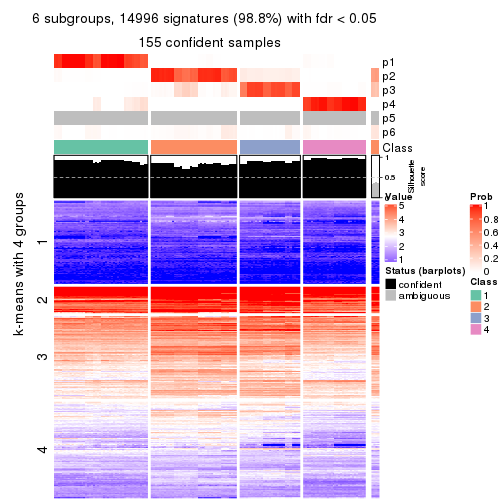 6 subgroups, 14996 signatures (98.8%) with fdr < 0.05
155 confident samples
p1
p2
p3
p4
p5
p6
Class
1
0.5
0
Silhouette
score
k-means with 4 groups
1
2
3
4
Value
5
4
3
2
1
Status (barplots)
confident
ambiguous
Prob
1
0.8
0.6
0.4
0.2
0
Class
1
2
3
4